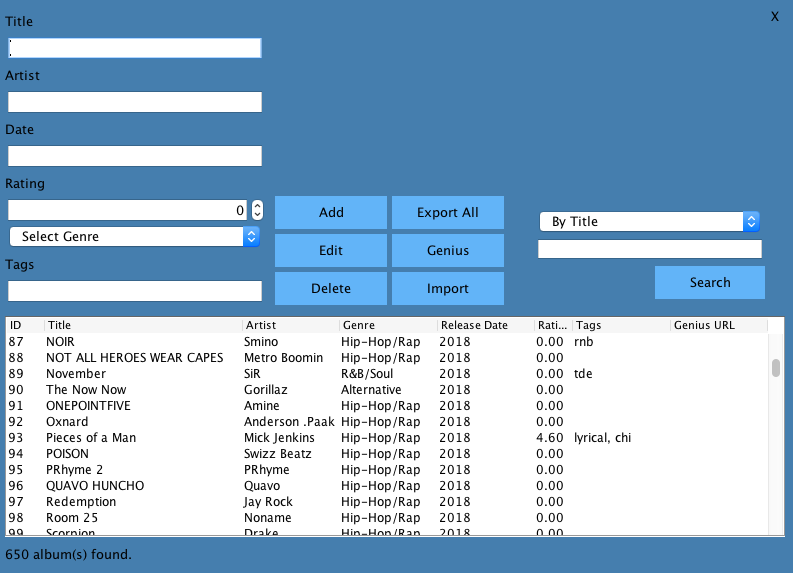 X
Title
Artist
Date
Rating
0
Select Genre
Tags
Add Export All
Edit Genius
Delete Import
By Title
Search
ID Title Artist Genre Release Date Rati... Tags Genius URL
87 NOIR Smino Hip-Hop/Rap 2018 0.00 rnb
88 NOT ALL HEROES WEAR CAPES Metro Boomin Hip-Hop/Rap 2018 0.00
89 November SiR R&B/Soul 2018 0.00 tde
90 The Now Now Gorillaz Alternative 2018 0.00
91 ONEPOINTFIVE Amine Hip-Hop/Rap 2018 0.00
92 Oxnard Anderson .Paak Hip-Hop/Rap 2018 0.00
93 Pieces of a Man Mick Jenkins Hip-Hop/Rap 2018 4.60 lyrical, chi
94 POISON Swizz Beatz Hip-Hop/Rap 2018 0.00
95 PRhyme 2 PRhyme Hip-Hop/Rap 2018 0.00
96 QUAVO HUNCHO Quavo Hip-Hop/Rap 2018 0.00
97 Redemption Jay Rock Hip-Hop/Rap 2018 0.00
98 Room 25 Noname Hip-Hop/Rap 2018 0.00
99 Scorpion Drake Hip-Hop/Rap 2018 0.00
650 album(s) found.